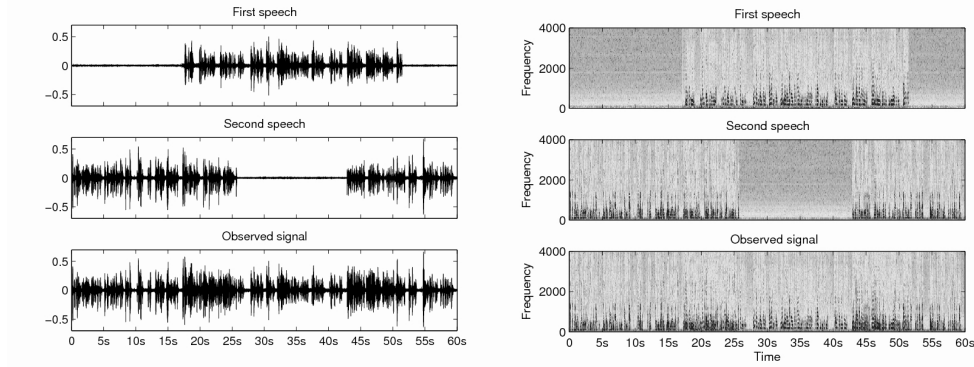 First speech
0.5
0
−0.5
Second speech
0.5
0
−0.5
Observed signal
0.5
0
−0.5
0 5s 10s 15s 20s 25s 30s 35s 40s 45s 50s 55s 60s
First speech
Frequency
4000
2000
0
Second speech
Frequency
4000
2000
0
Observed signal
Frequency
4000
2000
0
0 5s 10s 15s 20s 25s 30s 35s 40s 45s 50s 55s 60s
Time